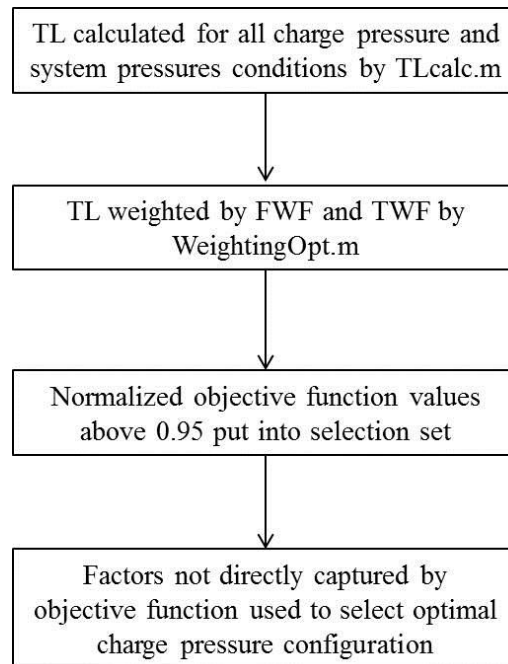 TL calculated for all charge pressure and
system pressures conditions by TLcalc.m
TL weighted by FWF and TWF by
WeightingOpt.m
Normalized objective function values
above 0.95 put into selection set
Factors not directly captured by
objective function used to select optimal
charge pressure configuration